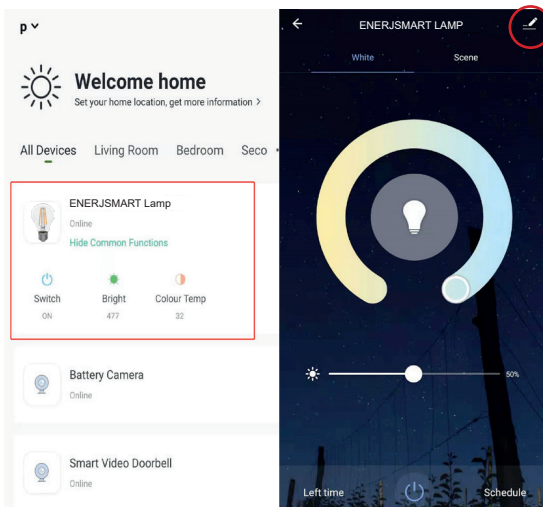 p
Welcome home
Set your home location, get more information >
All Devices Living Room Bedroom Seco
ENERJSMART Lamp
Online
Hide Common Functions
Switch Bright Colour Temp
ON 477 32
Battery Camera
Online
Smart Video Doorbell
Online
ENERJSMART LAMP
White Scene
50%
Left time Schedule